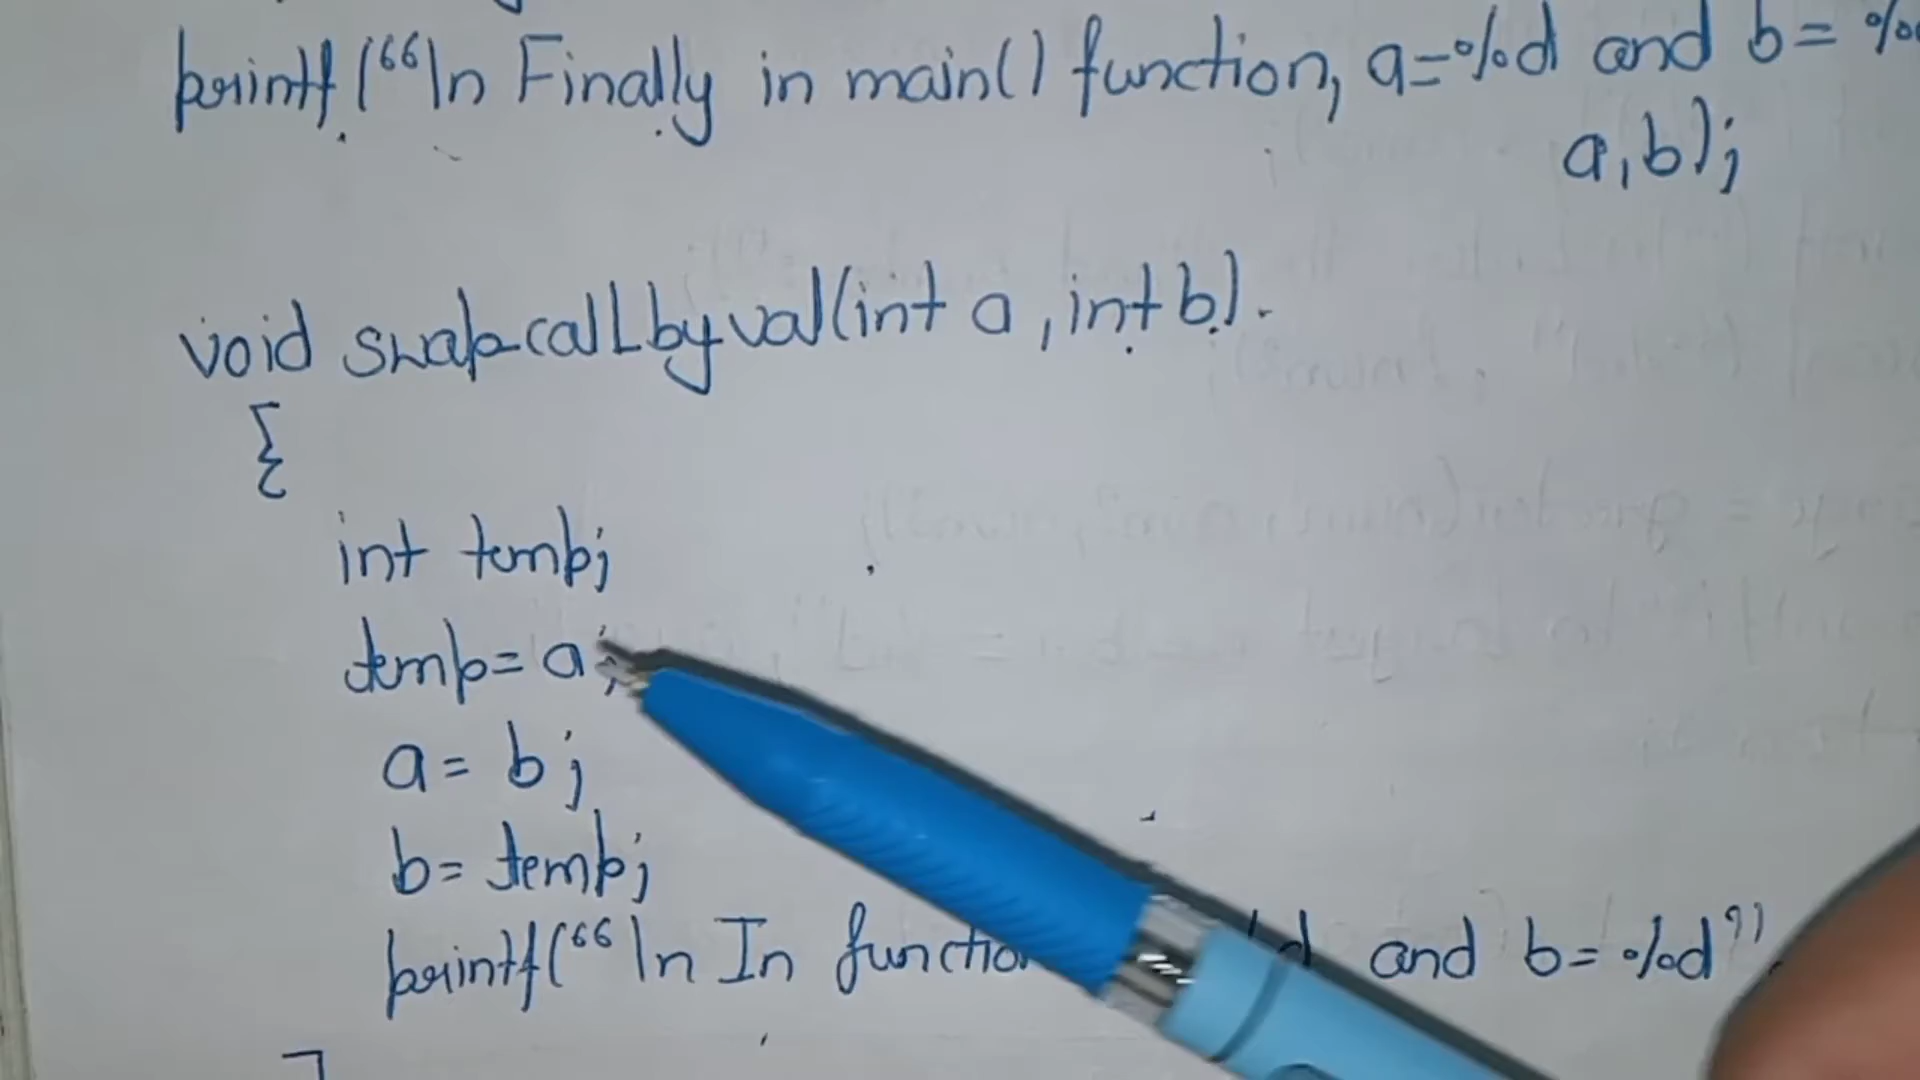 printf(“\n Finally in main() function, a=%d and b= %
a,b);
void swapcallbyval(int a, int b)
{
int temp;
temp= a;
a= b;
b= temp;
printf(“\n In functio and b= %d”,
}